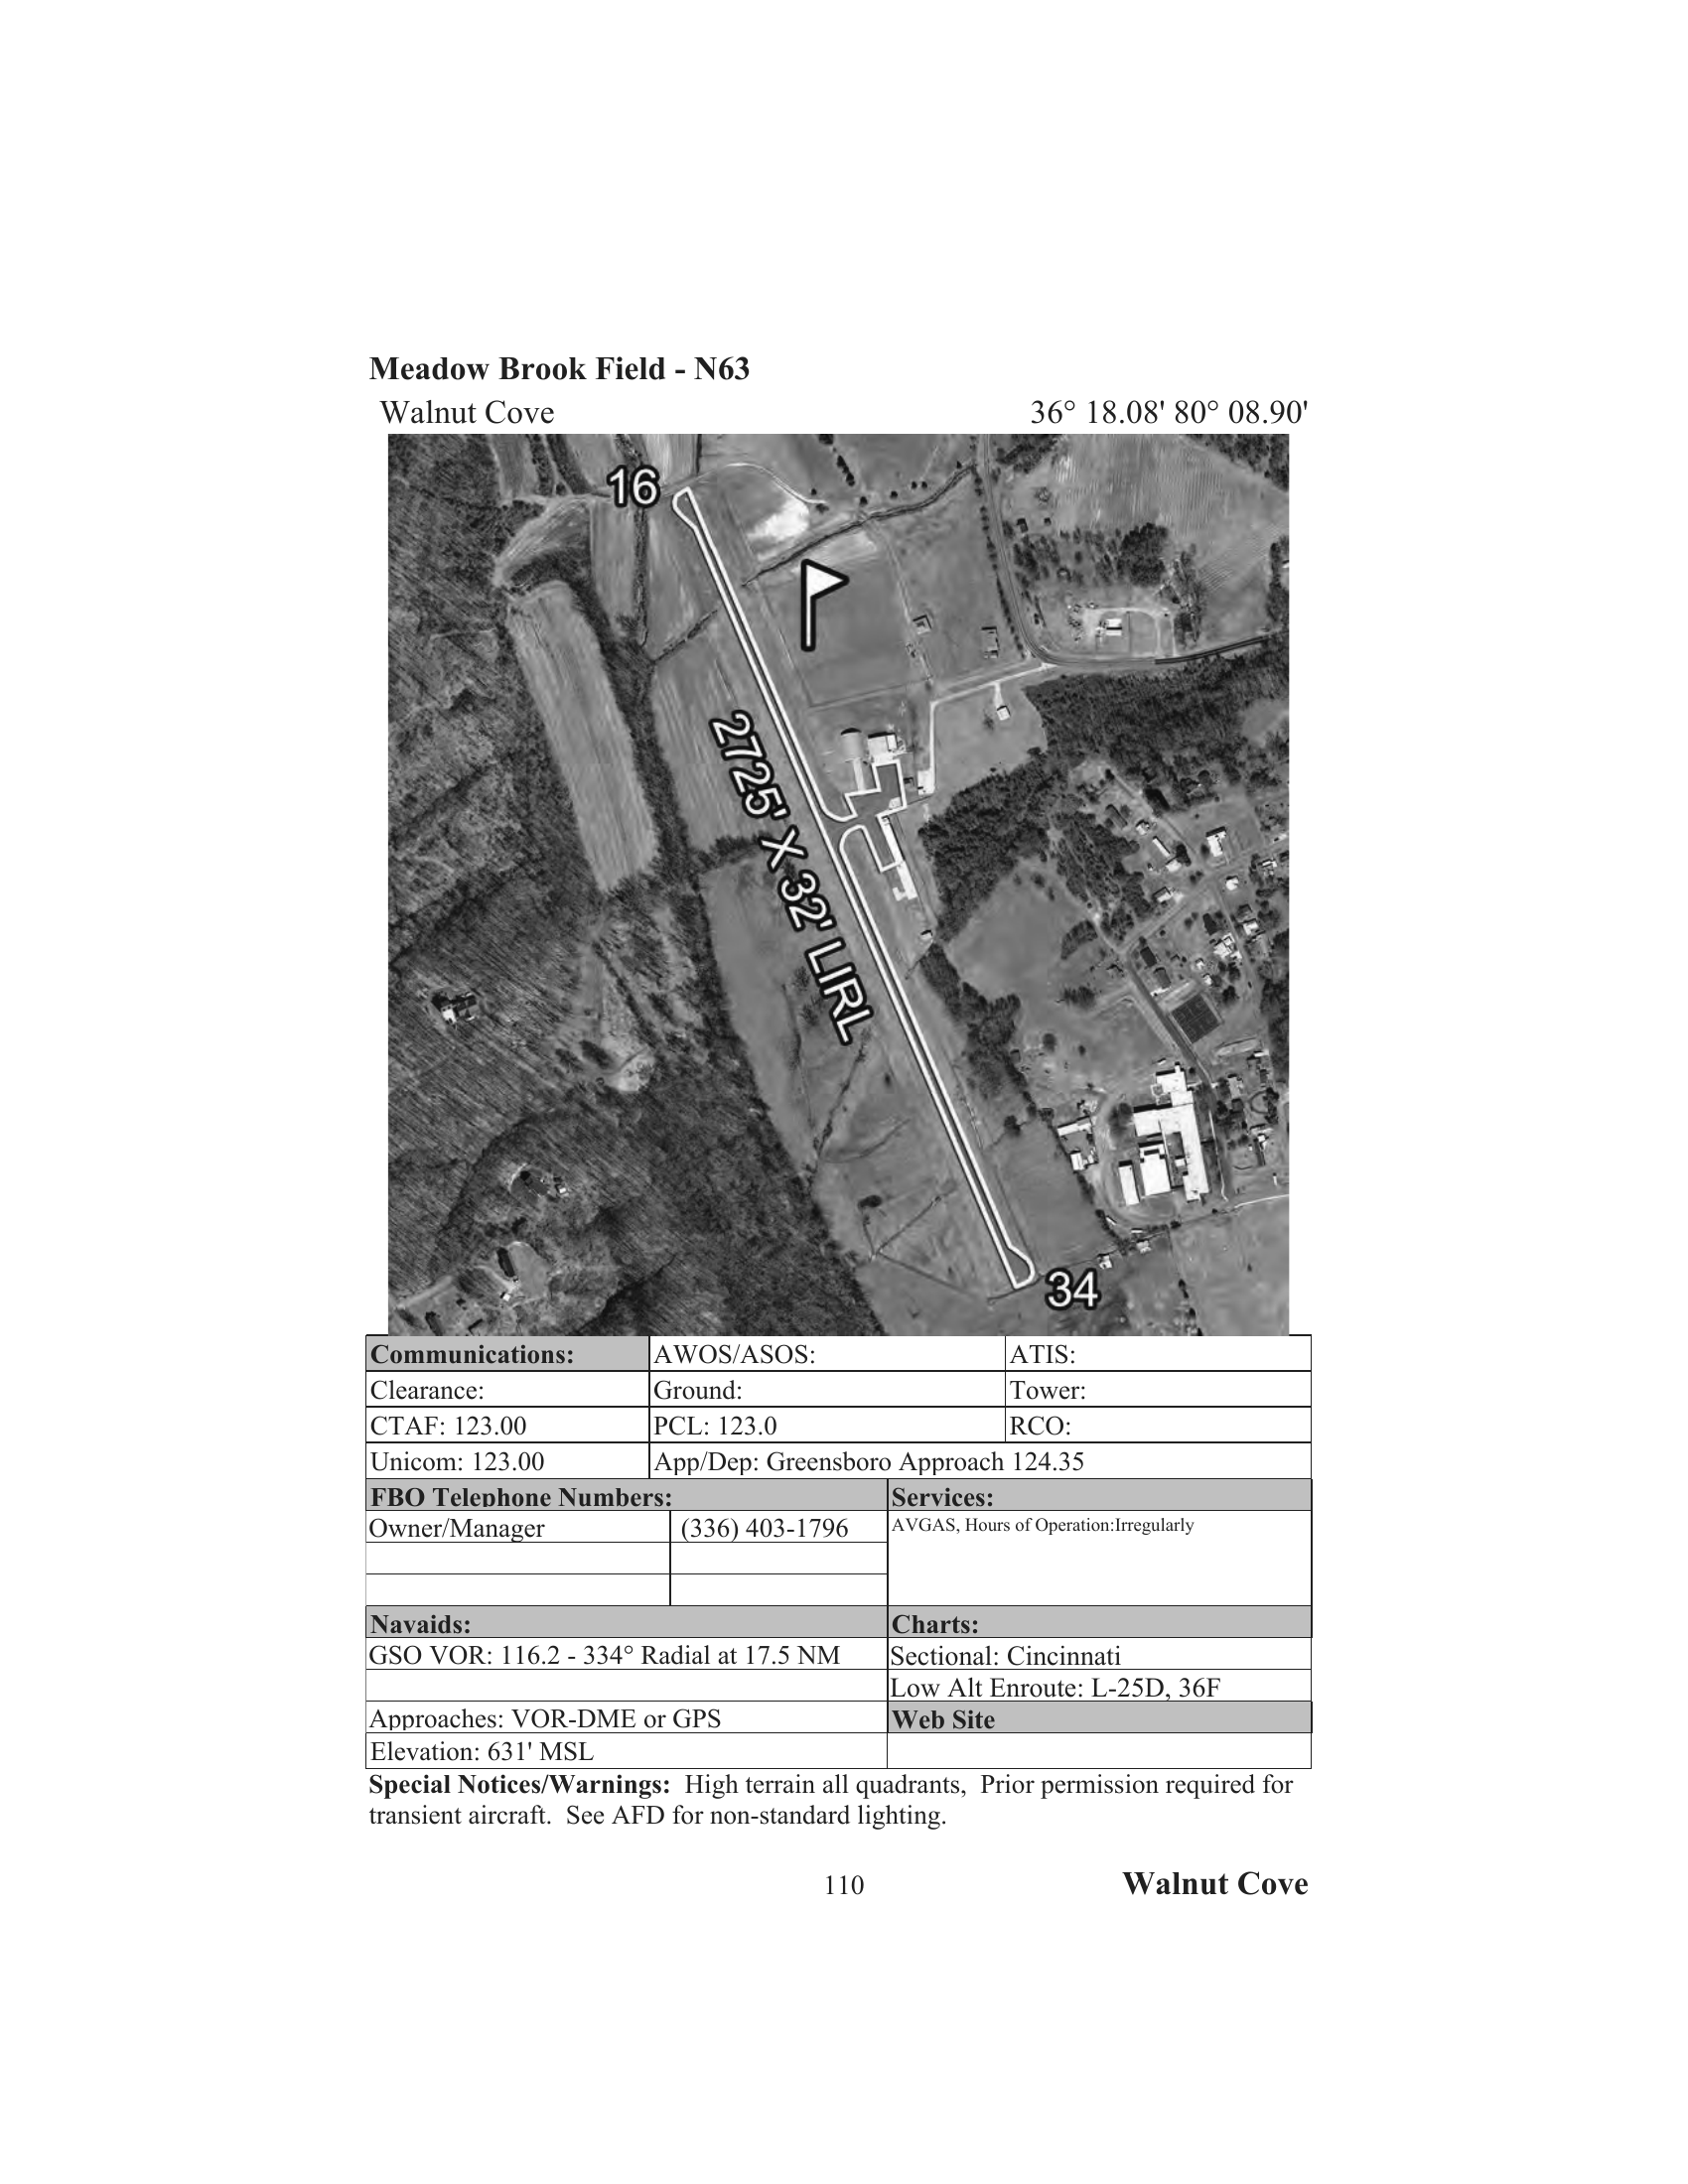 Meadow Brook Field - N63
Walnut Cove 36° 18.08' 80° 08.90'
16
2725' X 32' LIRL
34
Communications: AWOS/ASOS: ATIS:
Clearance: Ground: Tower:
CTAF: 123.00 PCL: 123.0 RCO:
Unicom: 123.00 App/Dep: Greensboro Approach 124.35
FBO Telephone Numbers: Services:
Owner/Manager (336) 403-1796 AVGAS, Hours of Operation:Irregularly
Navaids: Charts:
GSO VOR: 116.2 - 334° Radial at 17.5 NM Sectional: Cincinnati
Low Alt Enroute: L-25D, 36F
Approaches: VOR-DME or GPS Web Site
Elevation: 631' MSL
Special Notices/Warnings: High terrain all quadrants, Prior permission required for
transient aircraft. See AFD for non-standard lighting.
110 Walnut Cove